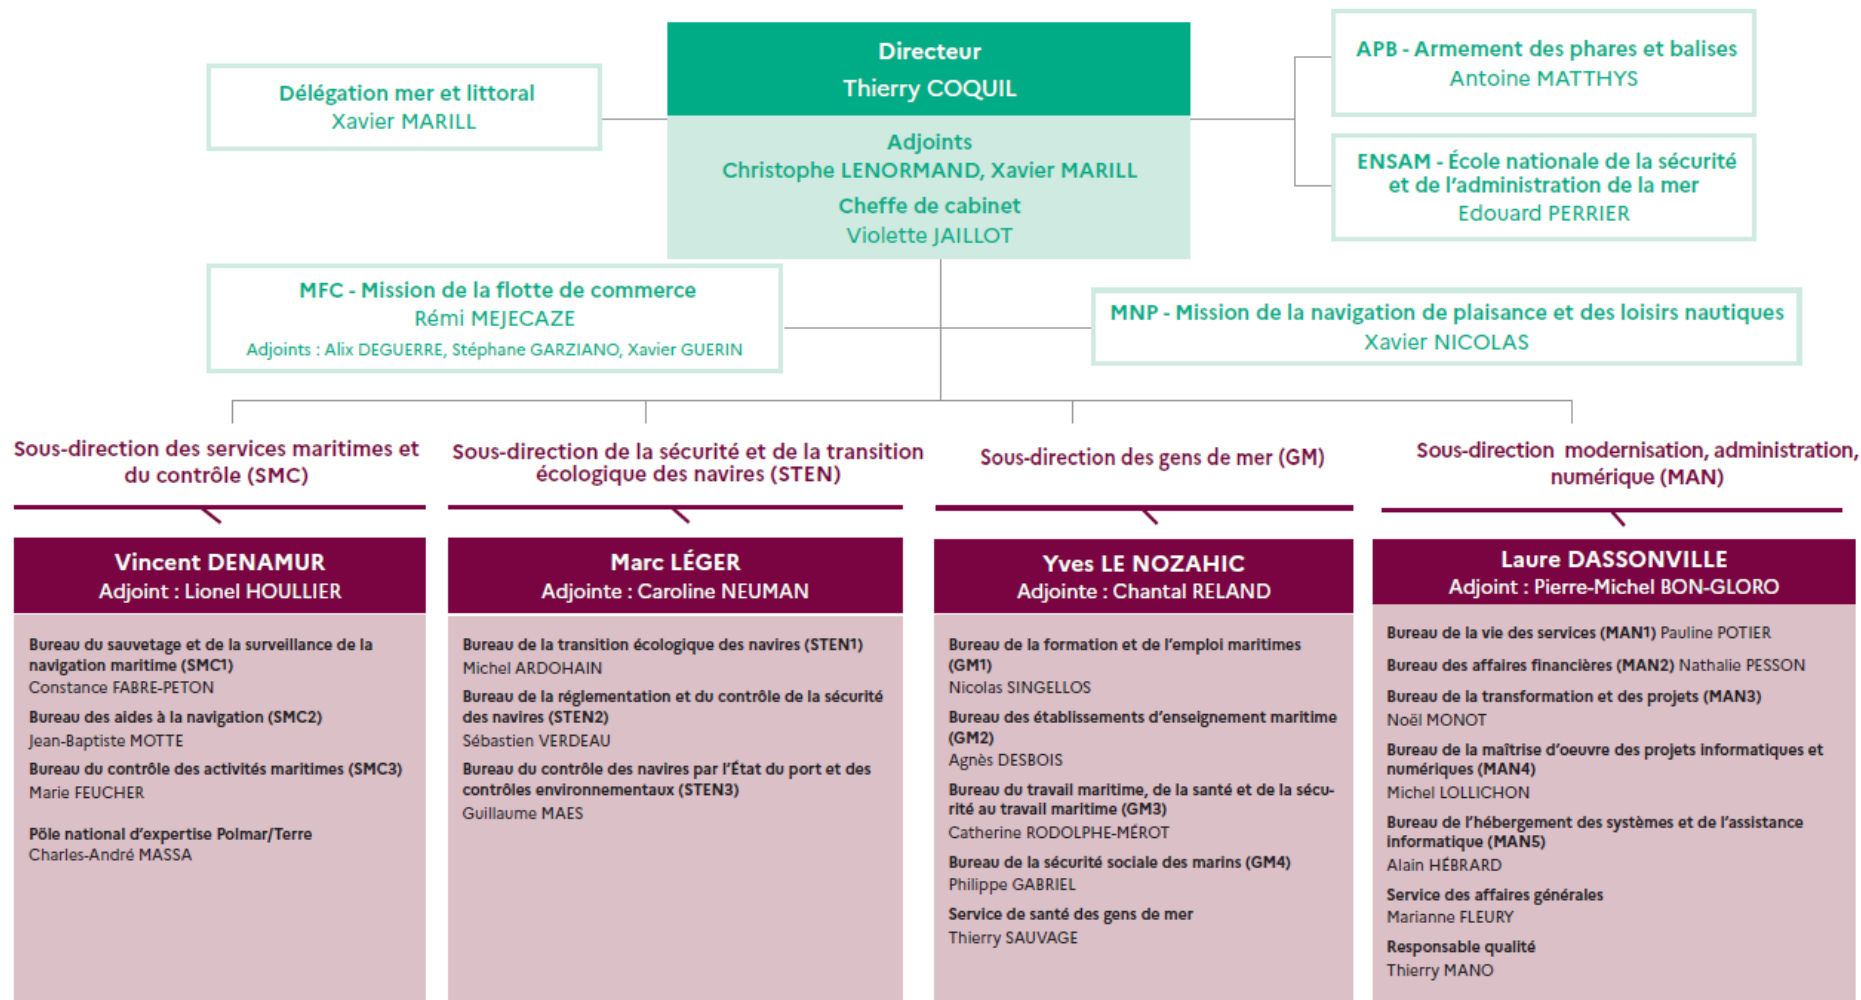 Directeur
Thierry COQUIL
Adjoints
Christophe LENORMAND, Xavier MARILL
Cheffe de cabinet
Violette JAILLOT
Délégation mer et littoral
Xavier MARILL
APB - Armement des phares et balises
Antoine MATTHYS
ENSAM - École nationale de la sécurité
et de l'administration de la mer
Edouard PERRIER
MFC - Mission de la flotte de commerce
Rémi MEJECAZE
Adjoints : Alix DEGUERRE, Stéphane GARZIANO, Xavier GUERIN
MNP - Mission de la navigation de plaisance et des loisirs nautiques
Xavier NICOLAS
Sous-direction des services maritimes et
du contrôle (SMC)
Vincent DENAMUR
Adjoint : Lionel HOULLIER
Bureau du sauvetage et de la surveillance de la
navigation maritime (SMC1)
Constance FABRE-PETON
Bureau des aides à la navigation (SMC2)
Jean-Baptiste MOTTE
Bureau du contrôle des activités maritimes (SMC3)
Marie FEUCHER
Pôle national d'expertise Polmar/Terre
Charles-André MASSA
Sous-direction de la sécurité et de la transition
écologique des navires (STEN)
Marc LÉGER
Adjointe : Caroline NEUMAN
Bureau de la transition écologique des navires (STEN1)
Michel ARDOHAIN
Bureau de la réglementation et du contrôle de la sécurité
des navires (STEN2)
Sébastien VERDEAU
Bureau du contrôle des navires par l'État du port et des
contrôles environnementaux (STEN3)
Guillaume MAES
Sous-direction des gens de mer (GM)
Yves LE NOZAHIC
Adjointe : Chantal RELAND
Bureau de la formation et de l'emploi maritimes
(GM1)
Nicolas SINGELLOS
Bureau des établissements d'enseignement maritime
(GM2)
Agnès DESBOIS
Bureau du travail maritime, de la santé et de la sécu-
rité au travail maritime (GM3)
Catherine RODOLPHE-MÉROT
Bureau de la sécurité sociale des marins (GM4)
Philippe GABRIEL
Service de santé des gens de mer
Thierry SAUVAGE
Sous-direction modernisation, administration,
numérique (MAN)
Laure DASSONVILLE
Adjoint : Pierre-Michel BON-GLORO
Bureau de la vie des services (MAN1) Pauline POTIER
Bureau des affaires financières (MAN2) Nathalie PESSON
Bureau de la transformation et des projets (MAN3)
Noël MONOT
Bureau de la maîtrise d'oeuvre des projets informatiques et
numériques (MAN4)
Michel LOLLICHON
Bureau de l'hébergement des systèmes et de l'assistance
informatique (MAN5)
Alain HÉBRARD
Service des affaires générales
Marianne FLEURY
Responsable qualité
Thierry MANO